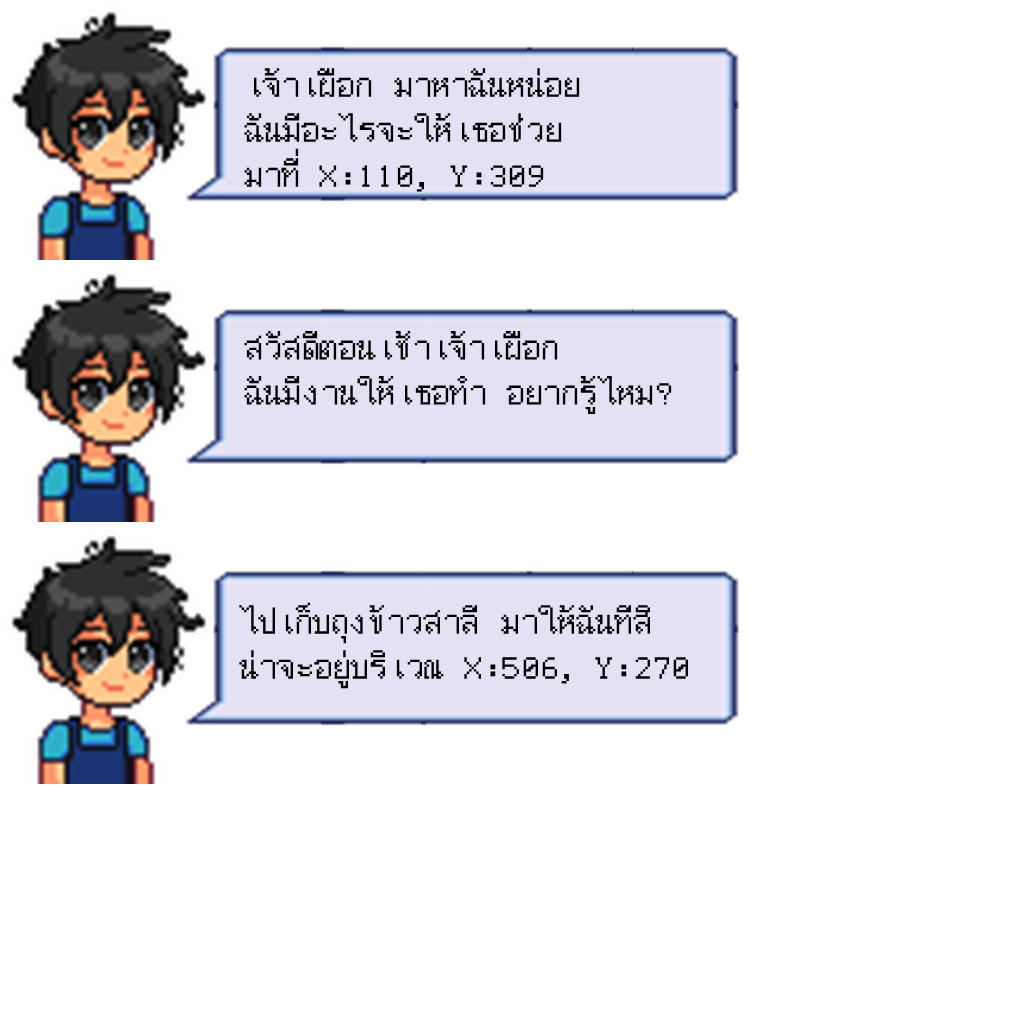 เจ้าเผือก มาหาฉันหน่อย
ฉันมีอะไรจะให้เธอช่วย
มาที่ X:110, Y:309
สวัสดีตอนเช้าเจ้าเผือก
ฉันมีงานให้เธอทำ อยากรู้ไหม?
ไปเก็บถุงข้าวสาลี มาให้ฉันทีสิ
น่าจะอยู่บริเวณ X:506, Y:270